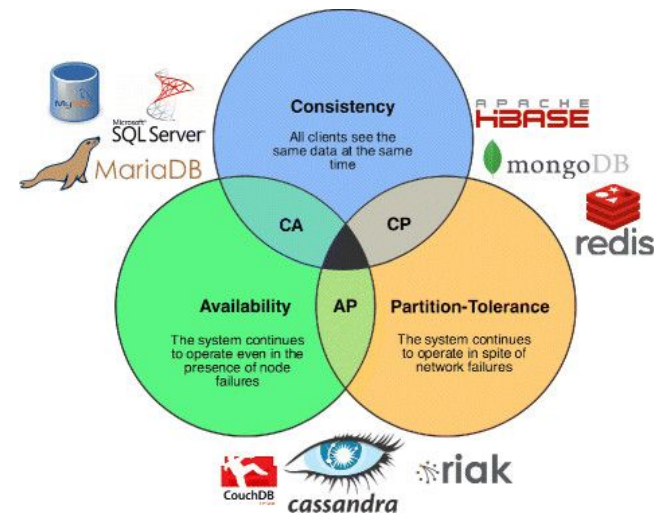 MySQL
Microsoft
SQL Server
MariaDB
Consistency
All clients see the
same data at the same
time
APACHE
HBASE
mongoDB
redis
CA
CP
Availability
The system continues
to operate even in the
presence of node
failures
AP
Partition-Tolerance
The system continues
to operate in spite of
network failures
CouchDB
cassandra
riak